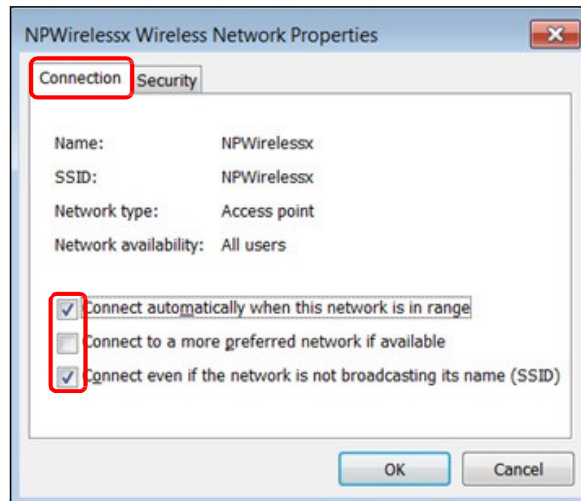 NPWirelessx Wireless Network Properties
Connection Security
Name: NPWirelessx
SSID: NPWirelessx
Network type: Access point
Network availability: All users
Connect automatically when this network is in range
Connect to a more preferred network if available
Connect even if the network is not broadcasting its name (SSID)
OK Cancel